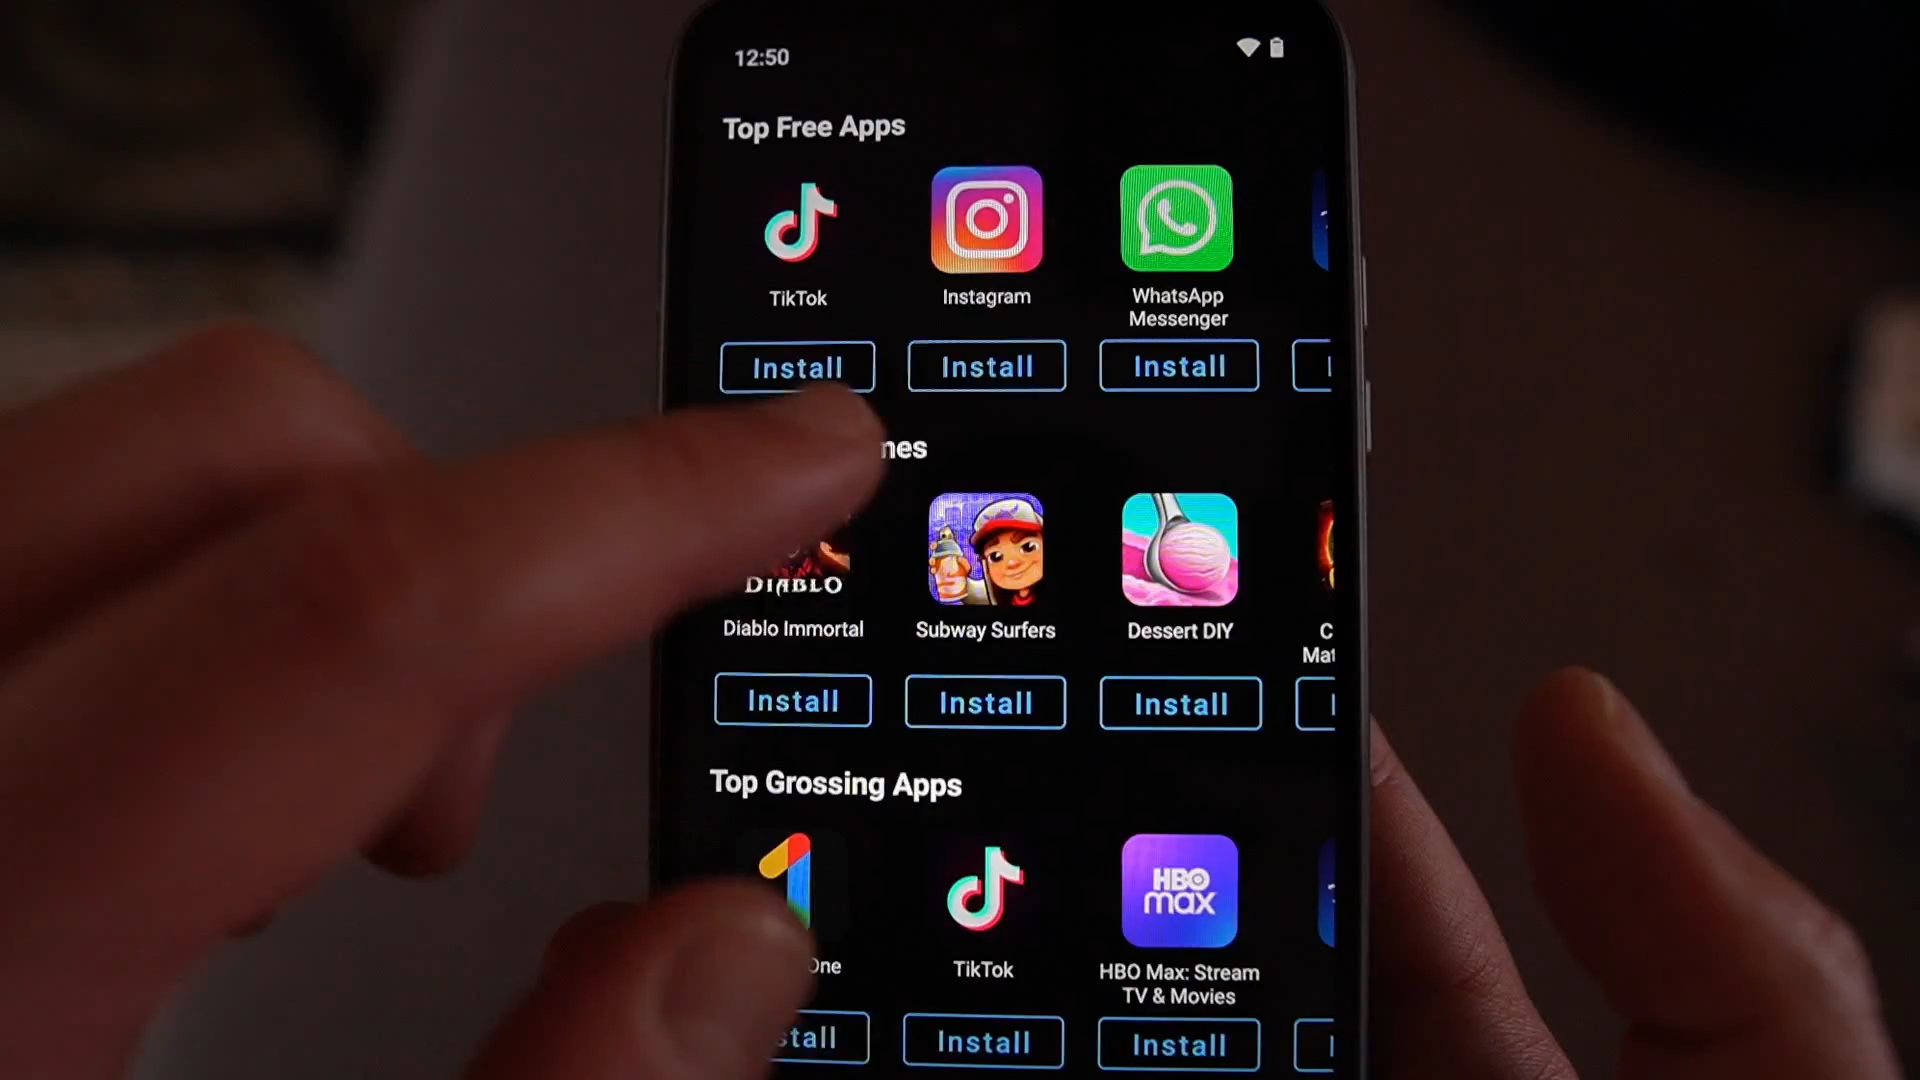 12:50
Top Free Apps
TikTok
Instagram
WhatsApp
Messenger
Install
Install
Install
DIABLO
Diablo Immortal
Subway Surfers
Dessert DIY
Install
Install
Install
Top Grossing Apps
HBO
max
One
TikTok
HBO Max: Stream
TV & Movies
Install
Install